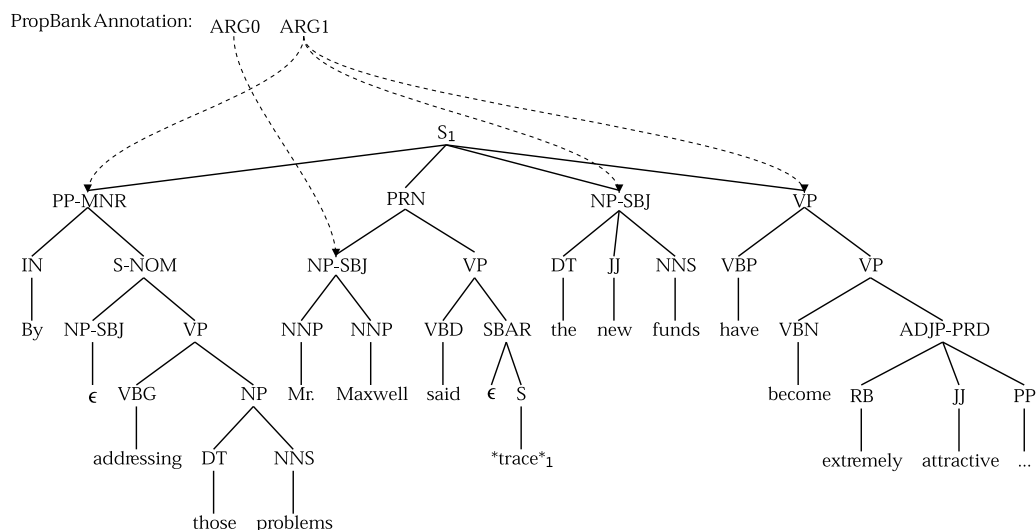 PropBank Annotation: ARG0 ARG1
S1
PP-MNR PRN NP-SBJ VP
IN S-NOM NP-SBJ VP DT JJ NNS VBP VP
By NP-SBJ VP NNP NNP VBD SBAR the new funds have VBN ADJP-PRD
ϵ VBG NP Mr. Maxwell said ϵ S become RB JJ PP
addressing DT NNS *trace*1 extremely attractive ...
those problems